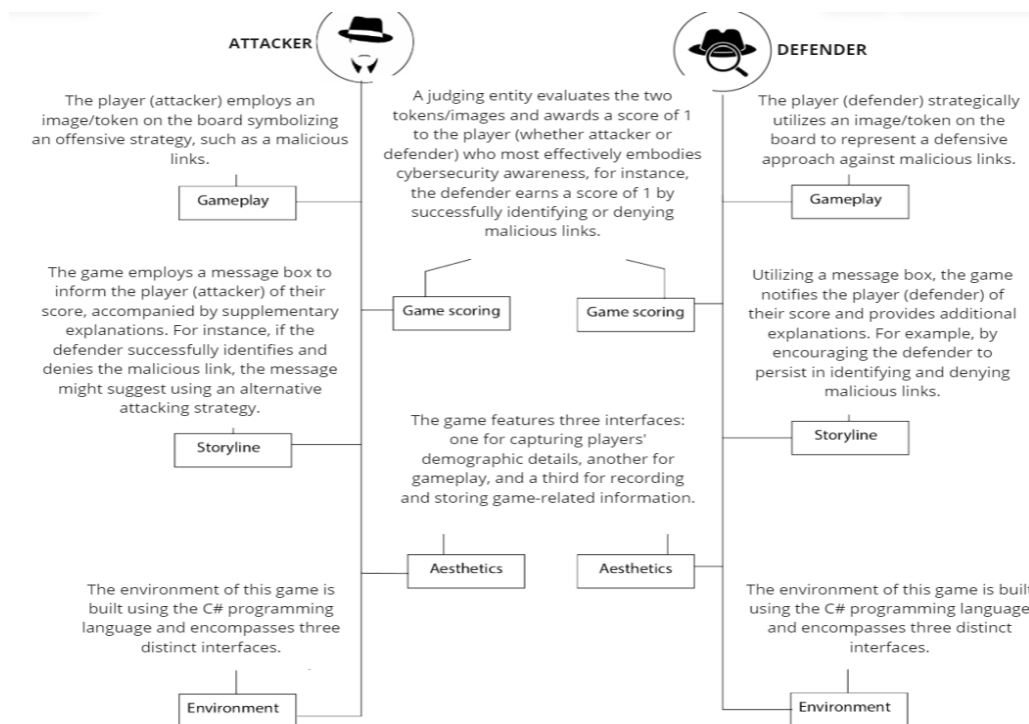 ATTACKER
DEFENDER
The player (attacker) employs an
image/token on the board symbolizing
an offensive strategy, such as a malicious
links.
Gameplay
A judging entity evaluates the two
tokens/images and awards a score of 1
to the player (whether attacker or
defender) who most effectively embodies
cybersecurity awareness, for instance,
the defender earns a score of 1 by
successfully identifying or denying
malicious links.
The player (defender) strategically
utilizes an image/token on the
board to represent a defensive
approach against malicious links.
Gameplay
The game employs a message box to
inform the player (attacker) of their
score, accompanied by supplementary
explanations. For instance, if the
defender successfully identifies and
denies the malicious link, the message
might suggest using an alternative
attacking strategy.
Storyline
Game scoring
Game scoring
Utilizing a message box, the game
notifies the player (defender) of
their score and provides additional
explanations. For example, by
encouraging the defender to
persist in identifying and denying
malicious links.
Storyline
The game features three interfaces:
one for capturing players'
demographic details, another for
gameplay, and a third for recording
and storing game-related information.
Aesthetics
Aesthetics
The environment of this game is
built using the C# programming
language and encompasses three
distinct interfaces.
Environment
The environment of this game is built
using the C# programming language
and encompasses three distinct
interfaces.
Environment